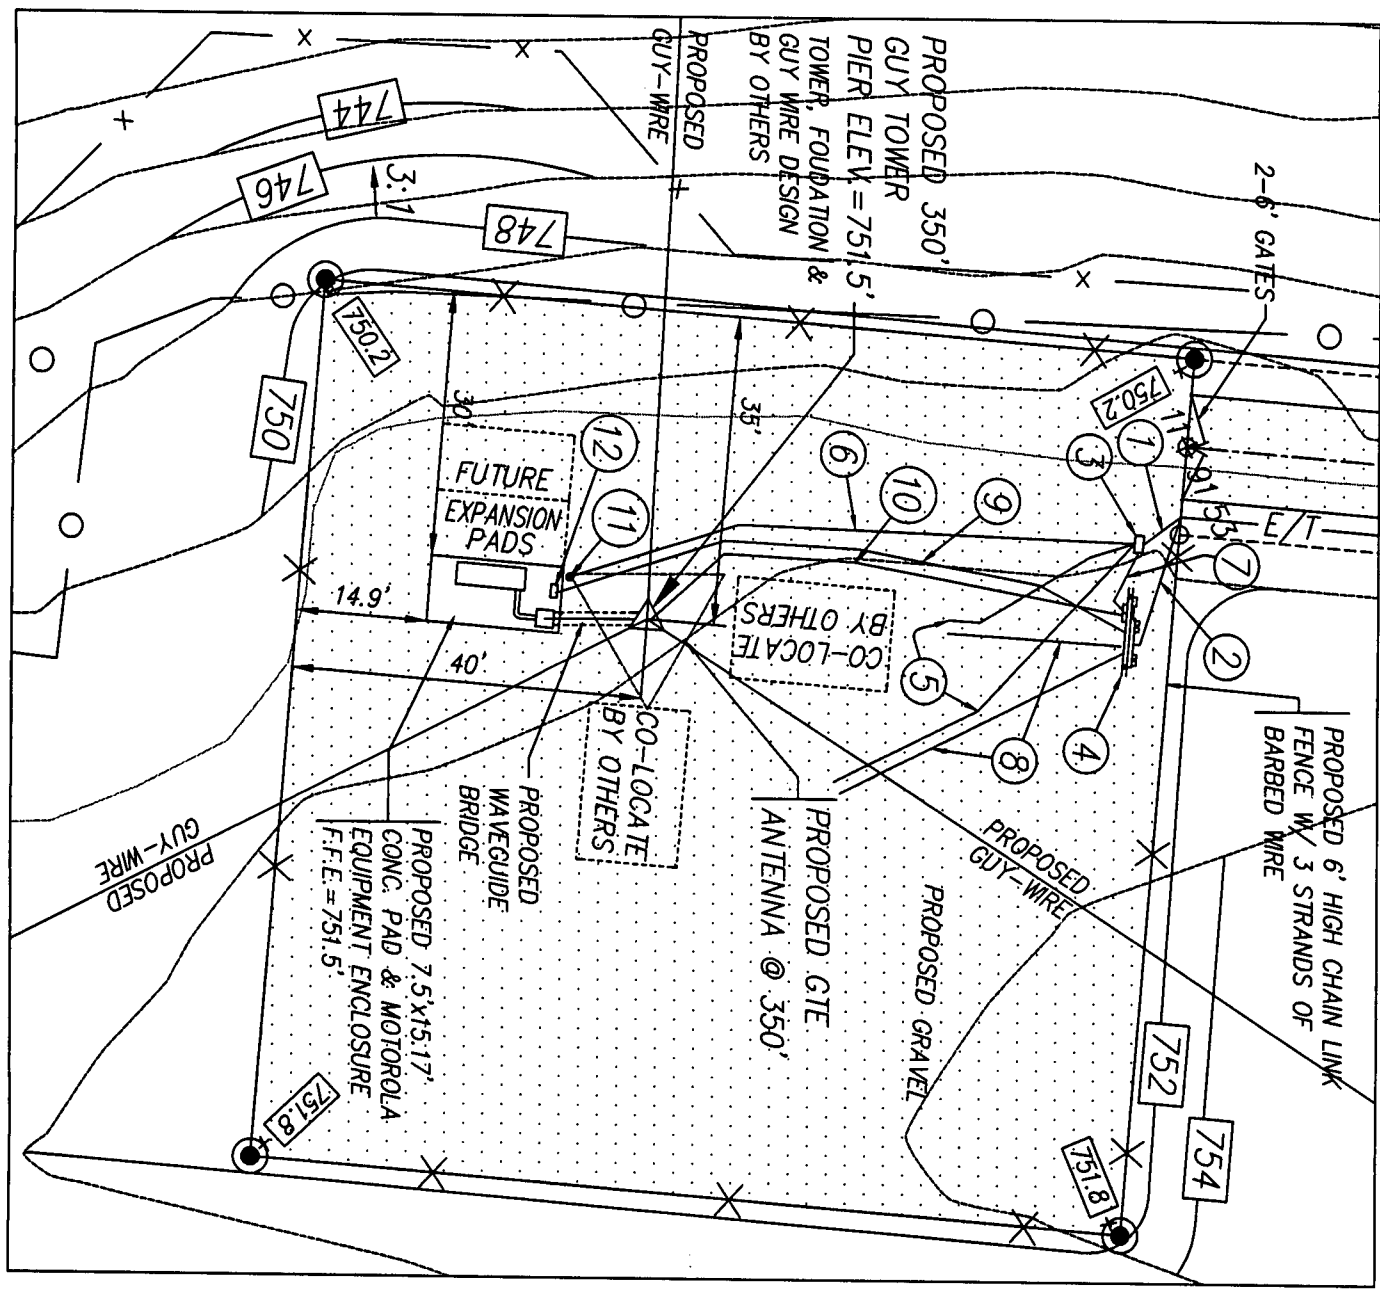 PROPOSED 350'
GUY TOWER
PIER ELEV.=751.5'
TOWER, FOUDATION &
GUY WIRE DESIGN
BY OTHERS
PROPOSED
GUY-WIRE
2-6' GATES
744
746
3:1
748
750.2
750
750.2
30'
35'
12
11
6
10
9
3
1
E/T
7
2
5
8
4
FUTURE
EXPANSION
PADS
14.9'
40'
CO-LOCATE
BY OTHERS
CO-LOCATE
BY OTHERS
PROPOSED 6' HIGH CHAIN LINK
FENCE W/ 3 STRANDS OF
BARBED WIRE
PROPOSED
GUY-WIRE
PROPOSED GRAVEL
PROPOSED GTE
ANTENNA @ 350'
PROPOSED
WAVEGUIDE
BRIDGE
PROPOSED 7.5'x15.17'
CONC. PAD & MOTOROLA
EQUIPMENT ENCLOSURE
F.F.E.=751.5'
PROPOSED
GUY-WIRE
752
754
751.8
751.8